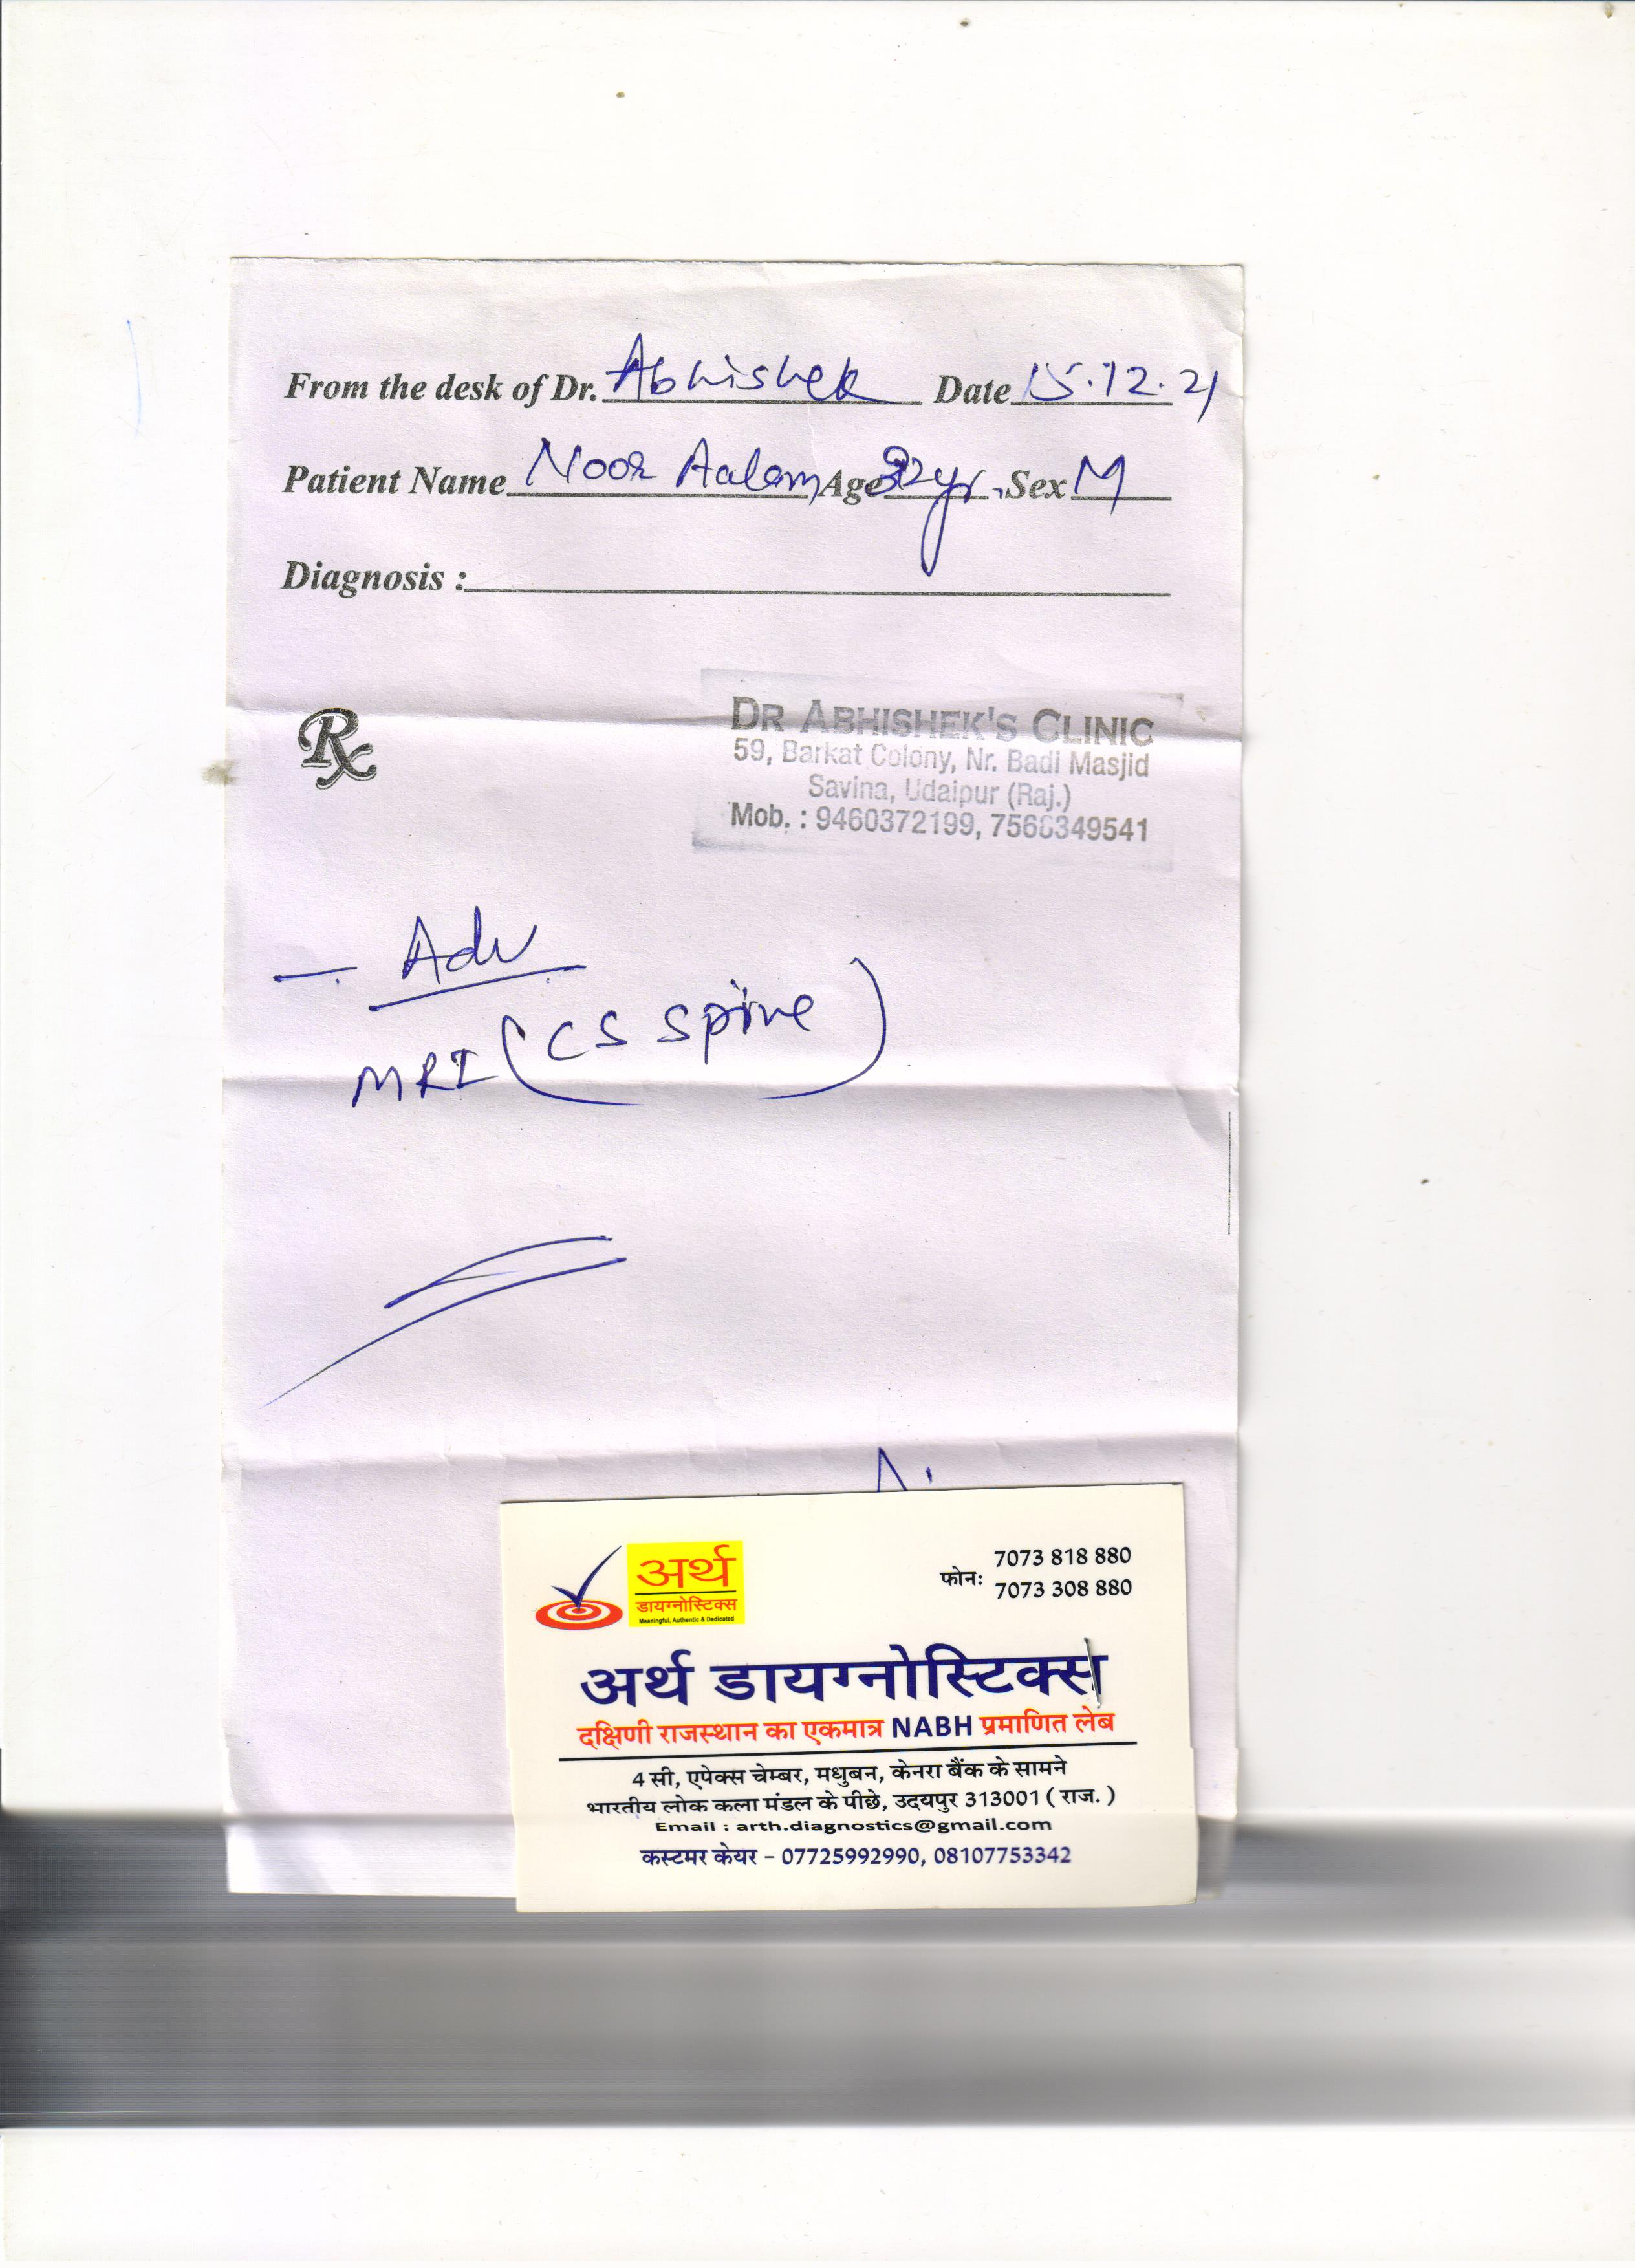 From the desk of Dr. Abhishek Date 15.12.21
Patient Name Noor Aalam Age 32yr. Sex M
Diagnosis :
Rx
DR ABHISHEK'S CLINIC
59, Barkat Colony, Nr. Badi Masjid
Savina, Udaipur (Raj.)
Mob. : 9460372199,
Adv
MRI (CS Spine)
अर्थ
डायग्नोस्टिक्स
Meaningful, Authentic & Dedicated
फोनः 7073 818 880
7073 308 880
अर्थ डायग्नोस्टिक्स
दक्षिणी राजस्थान का एकमात्र NABH प्रमाणित लेब
4 सी, एपेक्स चेम्बर, मधुबन, केनरा बैंक के सामने
भारतीय लोक कला मंडल के पीछे, उदयपुर 313001 ( राज. )
Email : arth.diagnostics@gmail.com
कस्टमर केयर – 07725992990, 08107753342